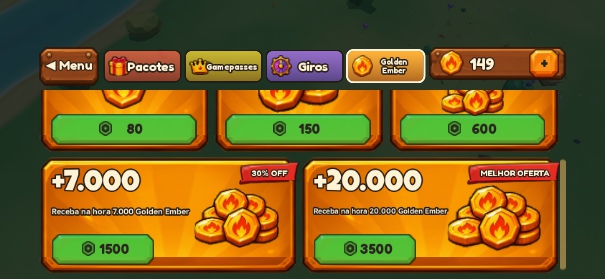 Menu
Pacotes
Gamepasses
Giros
Golden
Ember
149
+
80
150
600
+7.000
30% OFF
Receba na hora 7.000 Golden Ember
1500
+20.000
MELHOR OFERTA
Receba na hora 20.000 Golden Ember
3500